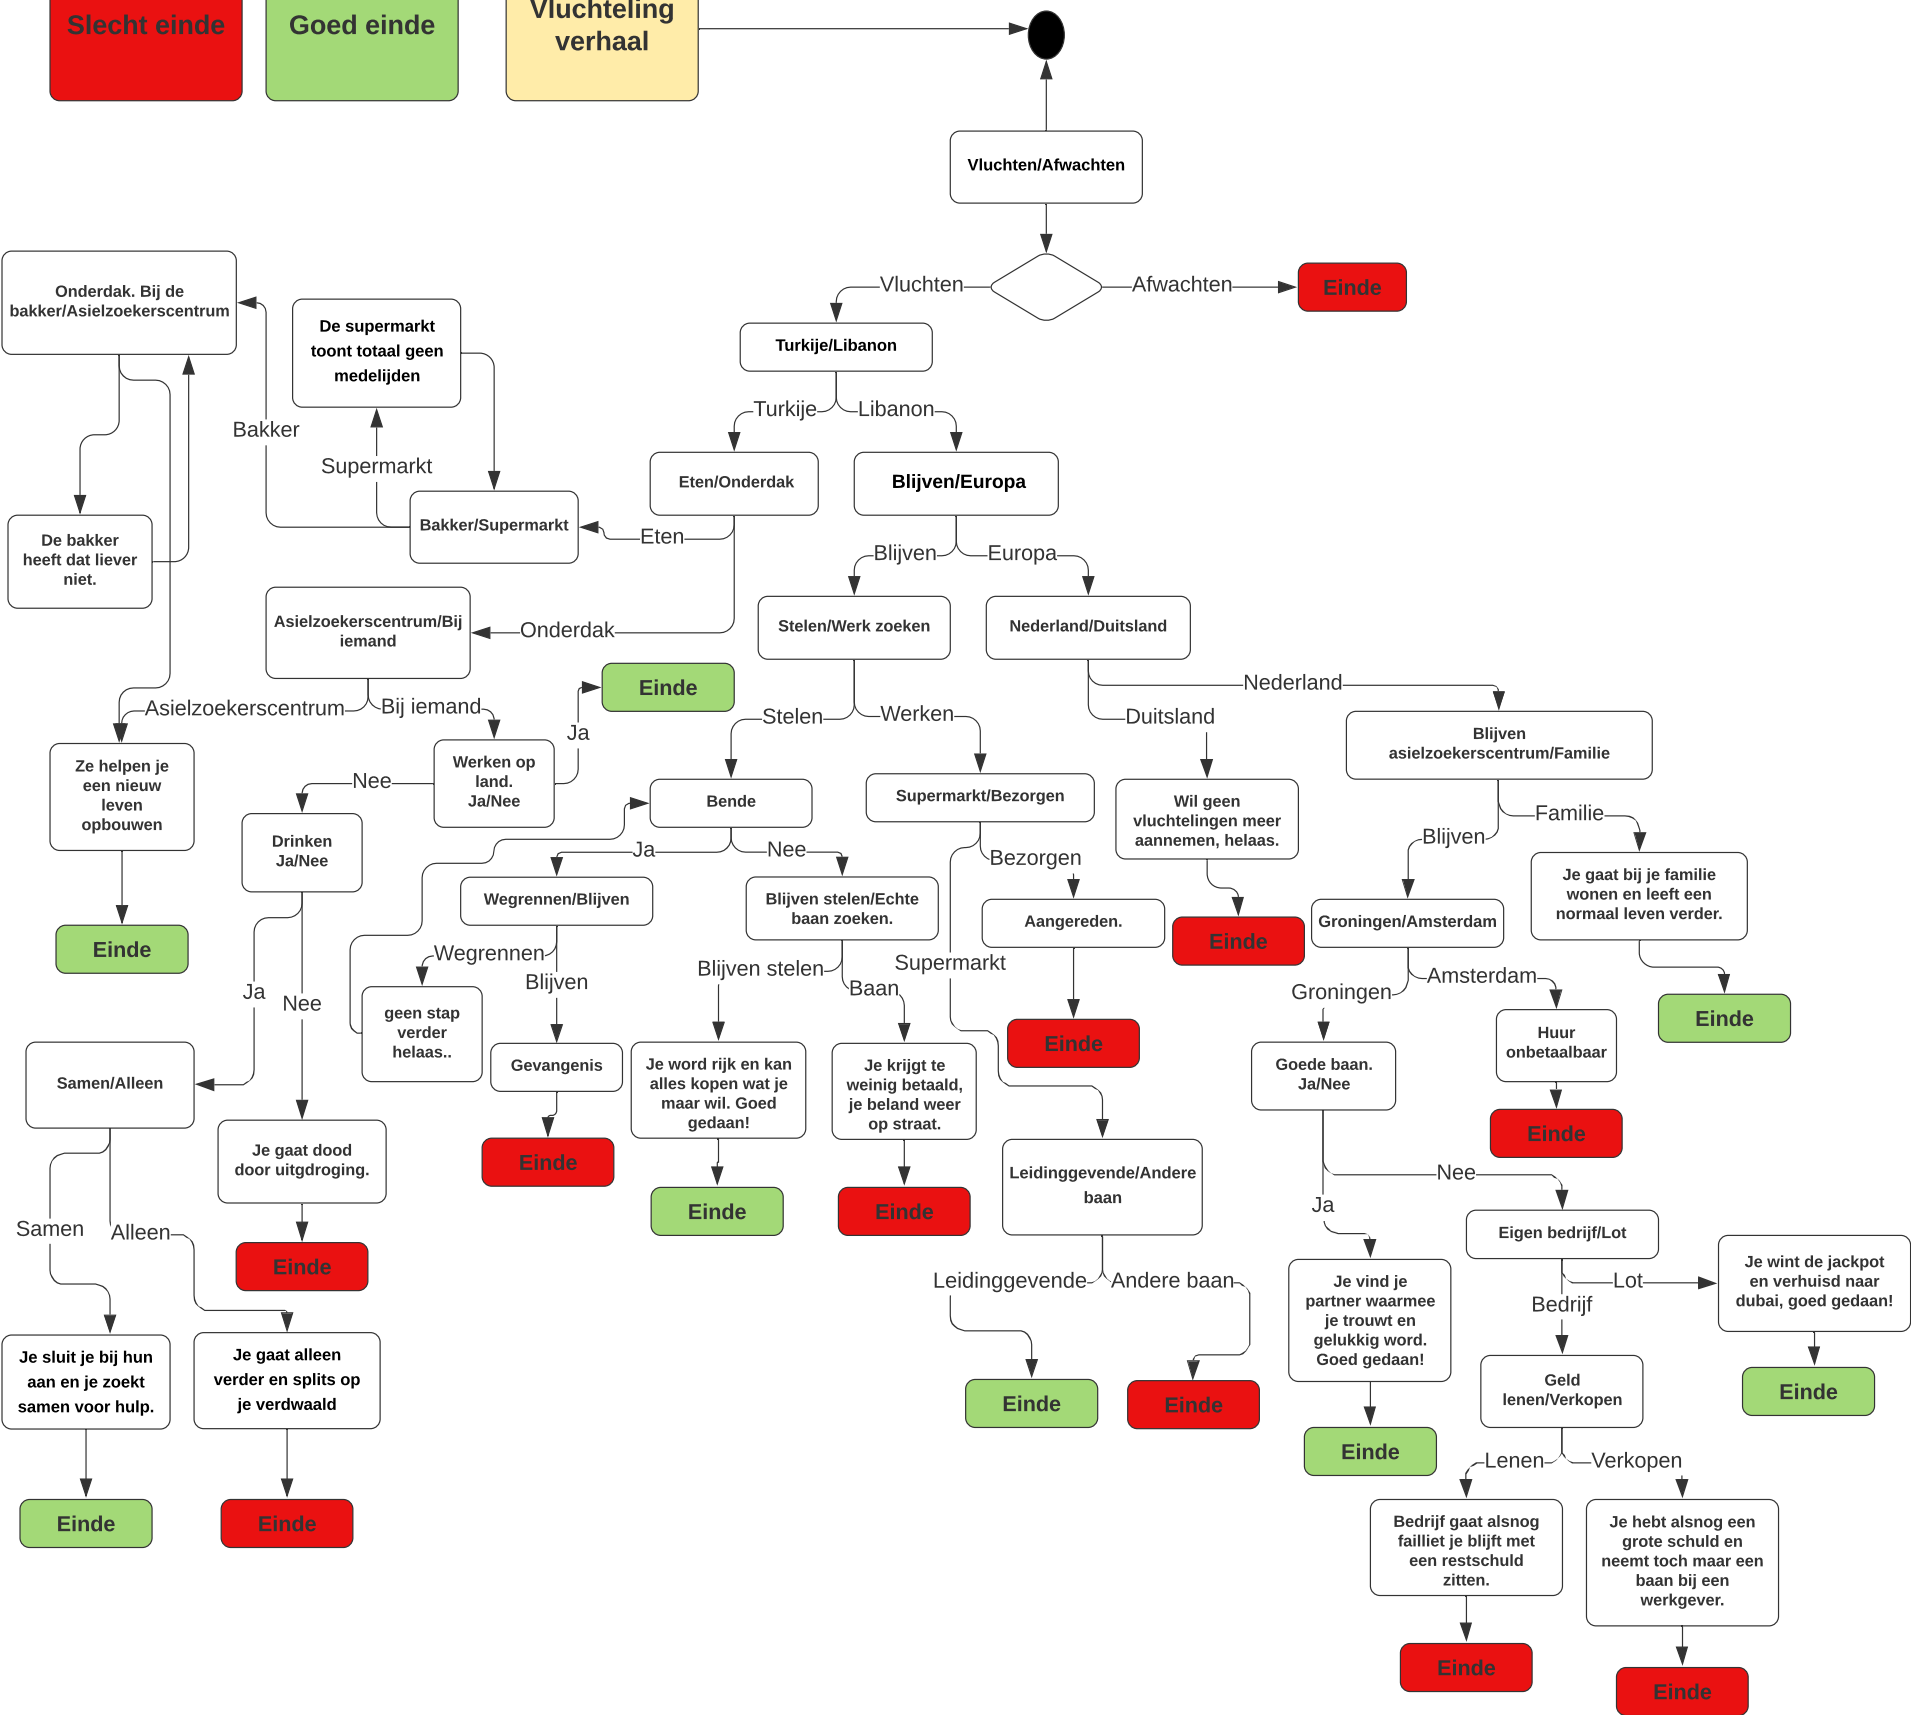 Slecht einde
Goed einde
Vluchteling
verhaal
Vluchten/Afwachten
Vluchten
Afwachten
Einde
Turkije/Libanon
Turkije
Libanon
Onderdak. Bij de
bakker/Asielzoekerscentrum
De supermarkt
toont totaal geen
medelijden
Bakker
Supermarkt
Eten/Onderdak
Blijven/Europa
Bakker/Supermarkt
Eten
De bakker
heeft dat liever
niet.
Blijven
Europa
Asielzoekerscentrum/Bij
iemand
Onderdak
Stelen/Werk zoeken
Nederland/Duitsland
Einde
Nederland
Asielzoekerscentrum
Bij iemand
Ja
Stelen
Werken
Duitsland
Blijven
asielzoekerscentrum/Familie
Ze helpen je
een nieuw
leven
opbouwen
Werken op
land.
Ja/Nee
Nee
Bende
Supermarkt/Bezorgen
Wil geen
vluchtelingen meer
aannemen, helaas.
Familie
Blijven
Drinken
Ja/Nee
Ja
Nee
Bezorgen
Je gaat bij je familie
wonen en leeft een
normaal leven verder.
Wegrennen/Blijven
Blijven stelen/Echte
baan zoeken.
Aangereden.
Einde
Groningen/Amsterdam
Einde
Wegrennen
Blijven
Blijven stelen
Baan
Supermarkt
Groningen
Amsterdam
Ja
Nee
geen stap
verder
helaas..
Einde
Einde
Huur
onbetaalbaar
Samen/Alleen
Gevangenis
Je word rijk en kan
alles kopen wat je
maar wil. Goed
gedaan!
Je krijgt te
weinig betaald,
je beland weer
op straat.
Goede baan.
Ja/Nee
Einde
Je gaat dood
door uitgdroging.
Einde
Leidinggevende/Andere
baan
Nee
Ja
Samen
Alleen
Einde
Einde
Einde
Eigen bedrijf/Lot
Je wint de jackpot
en verhuisd naar
dubai, goed gedaan!
Leidinggevende
Andere baan
Je vind je
partner waarmee
je trouwt en
gelukkig word.
Goed gedaan!
Lot
Bedrijf
Je sluit je bij hun
aan en je zoekt
samen voor hulp.
Je gaat alleen
verder en splits op
je verdwaald
Einde
Einde
Geld
lenen/Verkopen
Einde
Einde
Lenen
Verkopen
Einde
Einde
Bedrijf gaat alsnog
failliet je blijft met
een restschuld
zitten.
Je hebt alsnog een
grote schuld en
neemt toch maar een
baan bij een
werkgever.
Einde
Einde